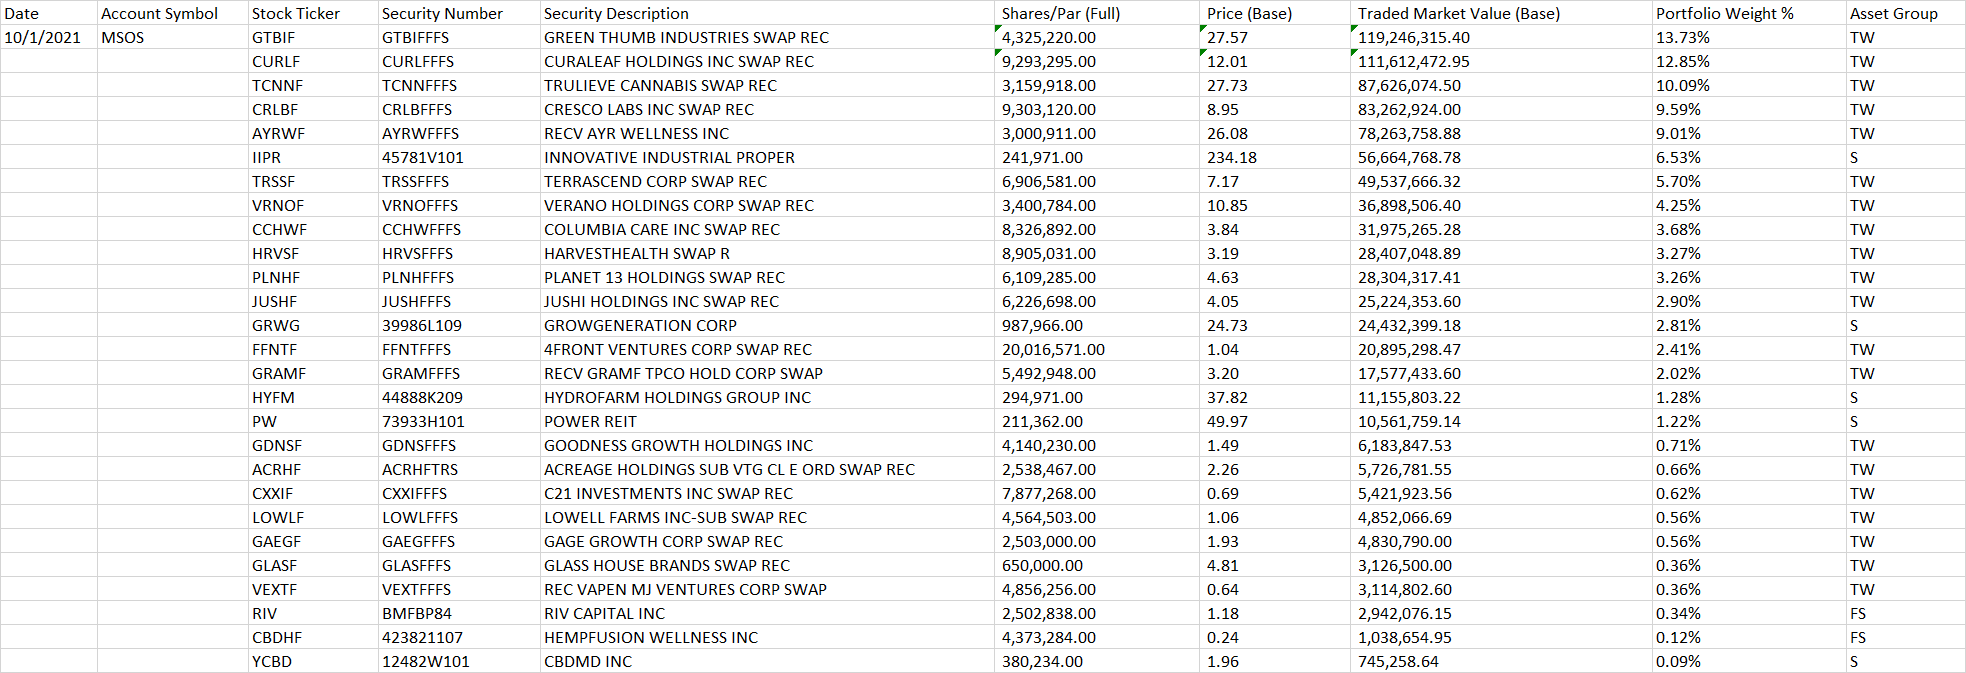 Date Account Symbol Stock Ticker Security Number Security Description Shares/Par (Full) Price (Base) Traded Market Value (Base) Portfolio Weight % Asset Group
10/1/2021 MSOS GTBIF GTBIFFFS GREEN THUMB INDUSTRIES SWAP REC 4,325,220.00 27.57 119,246,315.40 13.73% TW
CURLF CURLFFFS CURALEAF HOLDINGS INC SWAP REC 9,293,295.00 12.01 111,612,472.95 12.85% TW
TCNNF TCNNFFFS TRULIEVE CANNABIS SWAP REC 3,159,918.00 27.73 87,626,074.50 10.09% TW
CRLBF CRLBFFFS CRESCO LABS INC SWAP REC 9,303,120.00 8.95 83,262,924.00 9.59% TW
AYRWF AYRWFFFS RECV AYR WELLNESS INC 3,000,911.00 26.08 78,263,758.88 9.01% TW
IIPR 45781V101 INNOVATIVE INDUSTRIAL PROPER 241,971.00 234.18 56,664,768.78 6.53% S
TRSSF TRSSFFFS TERRASCEND CORP SWAP REC 6,906,581.00 7.17 49,537,666.32 5.70% TW
VRNOF VRNOFFFS VERANO HOLDINGS CORP SWAP REC 3,400,784.00 10.85 36,898,506.40 4.25% TW
CCHWF CCHWFFFS COLUMBIA CARE INC SWAP REC 8,326,892.00 3.84 31,975,265.28 3.68% TW
HRVSF HRVSFFFS HARVESTHEALTH SWAP R 8,905,031.00 3.19 28,407,048.89 3.27% TW
PLNHF PLNHFFFS PLANET 13 HOLDINGS SWAP REC 6,109,285.00 4.63 28,304,317.41 3.26% TW
JUSHF JUSHFFFS JUSHI HOLDINGS INC SWAP REC 6,226,698.00 4.05 25,224,353.60 2.90% TW
GRWG 39986L109 GROWGENERATION CORP 987,966.00 24.73 24,432,399.18 2.81% S
FFNTF FFNTFFFS 4FRONT VENTURES CORP SWAP REC 20,016,571.00 1.04 20,895,298.47 2.41% TW
GRAMF GRAMFFFS RECV GRAMF TPCO HOLD CORP SWAP 5,492,948.00 3.20 17,577,433.60 2.02% TW
HYFM 44888K209 HYDROFARM HOLDINGS GROUP INC 294,971.00 37.82 11,155,803.22 1.28% S
PW 73933H101 POWER REIT 211,362.00 49.97 10,561,759.14 1.22% S
GDNSF GDNSFFFS GOODNESS GROWTH HOLDINGS INC 4,140,230.00 1.49 6,183,847.53 0.71% TW
ACRHF ACRHFTRS ACREAGE HOLDINGS SUB VTG CL E ORD SWAP REC 2,538,467.00 2.26 5,726,781.55 0.66% TW
CXXIF CXXIFFFS C21 INVESTMENTS INC SWAP REC 7,877,268.00 0.69 5,421,923.56 0.62% TW
LOWLF LOWLFFFS LOWELL FARMS INC-SUB SWAP REC 4,564,503.00 1.06 4,852,066.69 0.56% TW
GAEGF GAEGFFFS GAGE GROWTH CORP SWAP REC 2,503,000.00 1.93 4,830,790.00 0.56% TW
GLASF GLASFFFS GLASS HOUSE BRANDS SWAP REC 650,000.00 4.81 3,126,500.00 0.36% TW
VEXTF VEXTFFFS REC VAPEN MJ VENTURES CORP SWAP 4,856,256.00 0.64 3,114,802.60 0.36% TW
RIV BMFBP84 RIV CAPITAL INC 2,502,838.00 1.18 2,942,076.15 0.34% FS
CBDHF 423821107 HEMPFUSION WELLNESS INC 4,373,284.00 0.24 1,038,654.95 0.12% FS
YCBD 12482W101 CBDMD INC 380,234.00 1.96 745,258.64 0.09% S